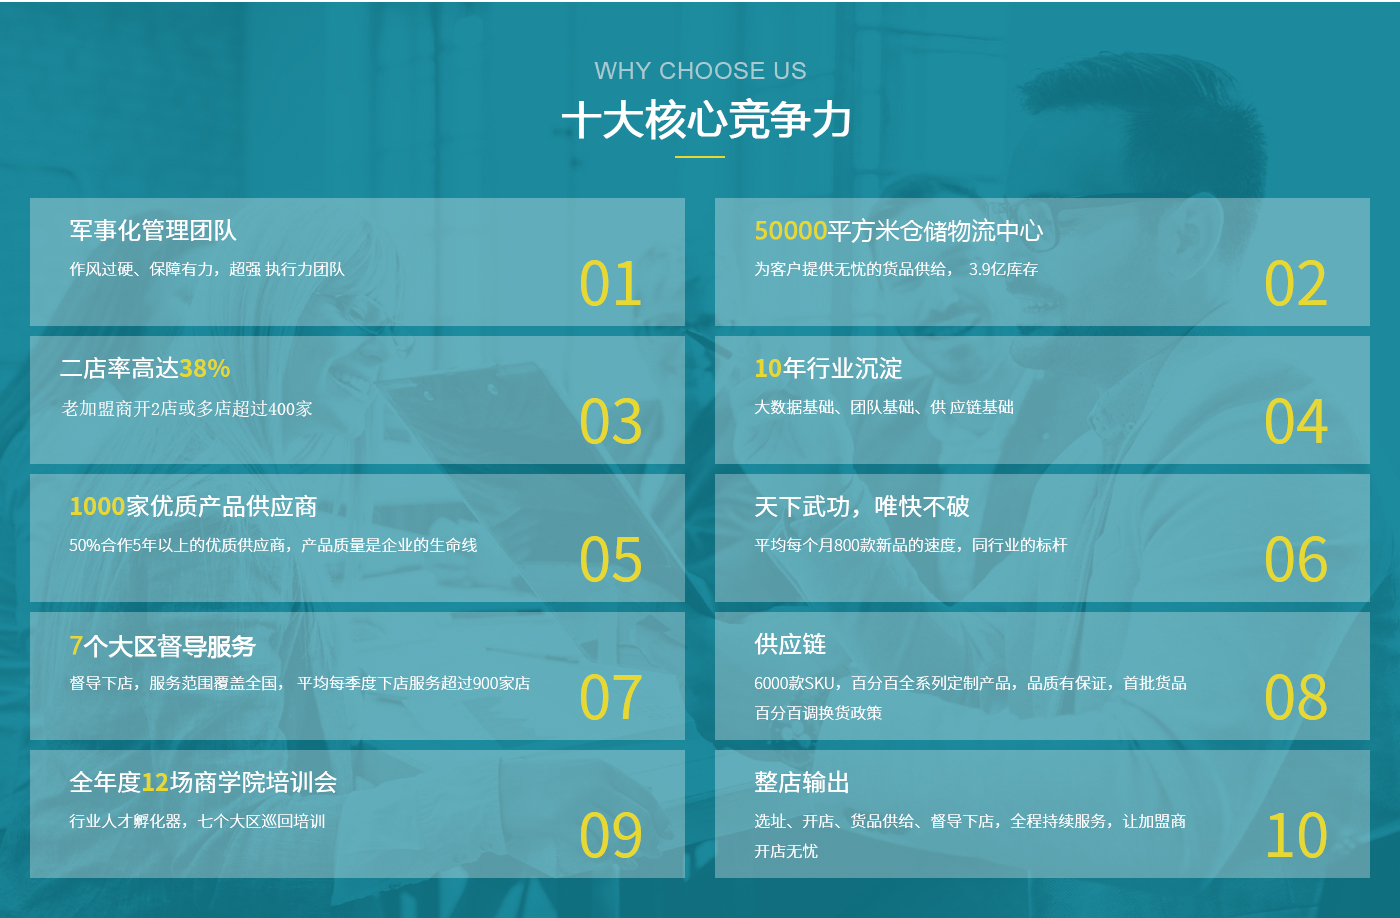 WHY CHOOSE US
十大核心竞争力
军事化管理团队
作风过硬、保障有力，超强 执行力团队
01
50000平方米仓储物流中心
为客户提供无忧的货品供给， 3.9亿库存
02
二店率高达38%
老加盟商开2店或多店超过400家
03
10年行业沉淀
大数据基础、团队基础、供 应链基础
04
1000家优质产品供应商
50%合作5年以上的优质供应商，产品质量是企业的生命线
05
天下武功，唯快不破
平均每个月800款新品的速度，同行业的标杆
06
7个大区督导服务
督导下店，服务范围覆盖全国， 平均每季度下店服务超过900家店
07
供应链
6000款SKU，百分百全系列定制产品，品质有保证，首批货品
百分百调换货政策
08
全年度12场商学院培训会
行业人才孵化器，七个大区巡回培训
09
整店输出
选址、开店、货品供给、督导下店，全程持续服务，让加盟商
开店无忧
10